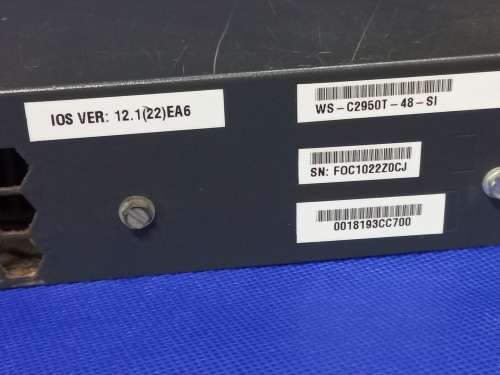 IOS VER: 12.1(22)EA6
WS-C2950T-48-SI
SN: FOC1022Z0CJ
0018193CC700